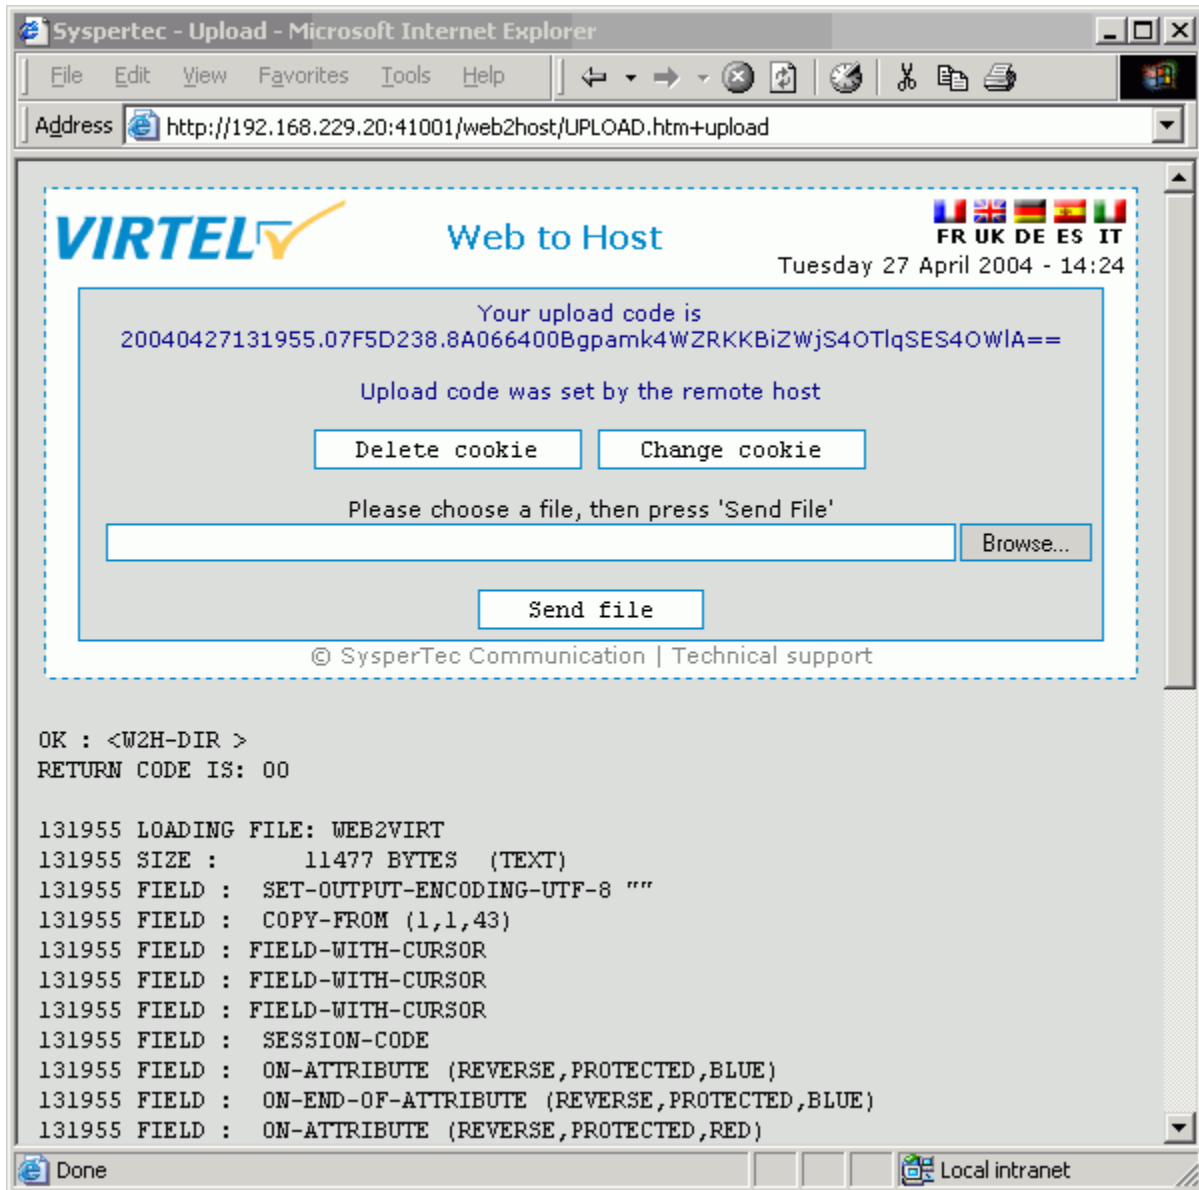 Syspertec - Upload - Microsoft Internet Explorer
File Edit View Favorites Tools Help
Address http://192.168.229.20:41001/web2host/UPLOAD.htm+upload
VIRTEL
Web to Host
FR UK DE ES IT
Tuesday 27 April 2004 - 14:24
Your upload code is
20040427131955.07F5D238.8A066400Bgpamk4WZRKKBiZWjS4OTlqSES4OWlA==
Upload code was set by the remote host
Delete cookie Change cookie
Please choose a file, then press 'Send File'
Browse...
Send file
© SysperTec Communication | Technical support
OK : <W2H-DIR >
RETURN CODE IS: 00
131955 LOADING FILE: WEB2VIRT
131955 SIZE :      11477 BYTES  (TEXT)
131955 FIELD :  SET-OUTPUT-ENCODING-UTF-8 ""
131955 FIELD :  COPY-FROM (1,1,43)
131955 FIELD : FIELD-WITH-CURSOR
131955 FIELD : FIELD-WITH-CURSOR
131955 FIELD : FIELD-WITH-CURSOR
131955 FIELD :  SESSION-CODE
131955 FIELD :  ON-ATTRIBUTE (REVERSE,PROTECTED,BLUE)
131955 FIELD :  ON-END-OF-ATTRIBUTE (REVERSE,PROTECTED,BLUE)
131955 FIELD :  ON-ATTRIBUTE (REVERSE,PROTECTED,RED)
Done Local intranet